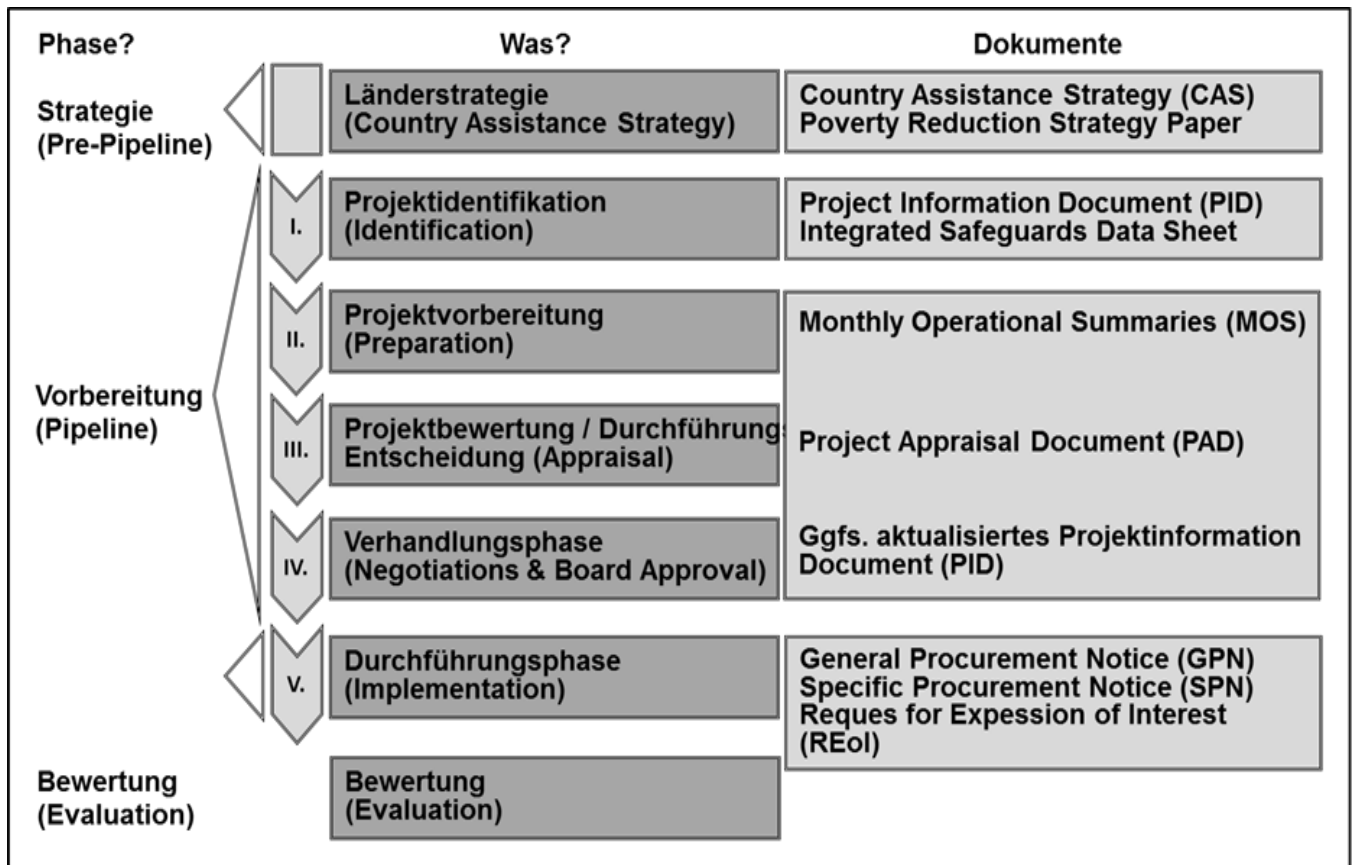 Phase?
Was?
Dokumente
Strategie
(Pre-Pipeline)
Länderstrategie
(Country Assistance Strategy)
Country Assistance Strategy (CAS)
Poverty Reduction Strategy Paper
Vorbereitung
(Pipeline)
I.
Projektidentifikation
(Identification)
Project Information Document (PID)
Integrated Safeguards Data Sheet
II.
Projektvorbereitung
(Preparation)
Monthly Operational Summaries (MOS)
III.
Projektbewertung / Durchführungs
Entscheidung (Appraisal)
Project Appraisal Document (PAD)
IV.
Verhandlungsphase
(Negotiations & Board Approval)
Ggfs. aktualisiertes Projektinformation
Document (PID)
V.
Durchführungsphase
(Implementation)
General Procurement Notice (GPN)
Specific Procurement Notice (SPN)
Reques for Expession of Interest
(REoI)
Bewertung
(Evaluation)
Bewertung
(Evaluation)